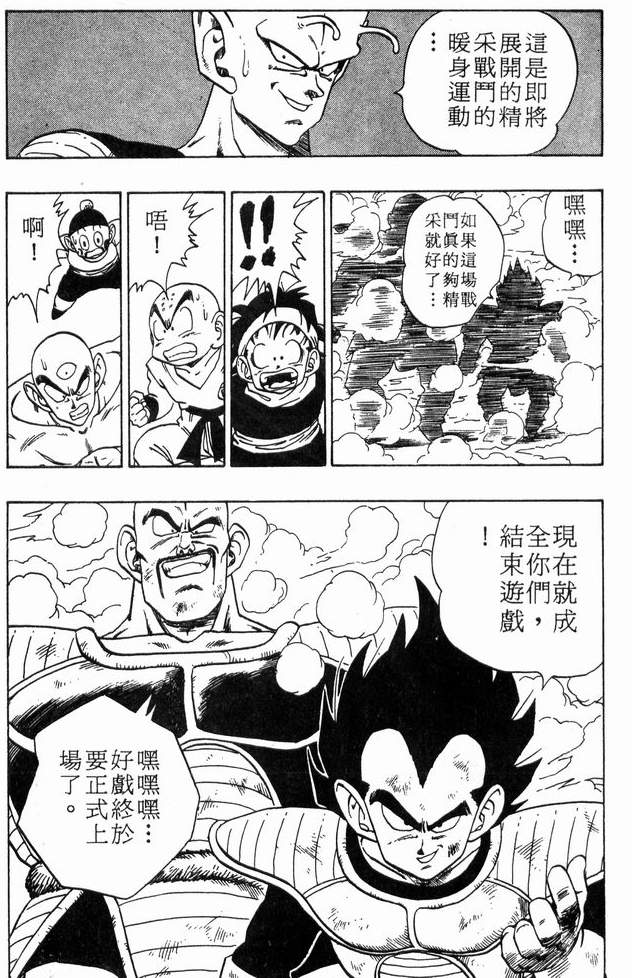 這是即將
展開的精
采戰鬥的
暖身運動
⋯
嘿嘿⋯
如果這場戰
鬥眞的夠精
采就好了⋯
!!
唔!
啊!
現在就成
全你們,
結束遊戲
!
嘿嘿嘿⋯
好戲終於
要正式上
場了。